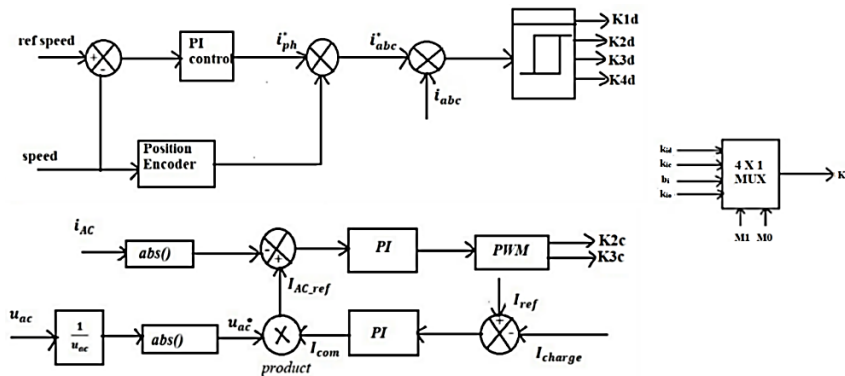 ref speed
+
-
PI
control
i*ph
i*abc
iabc
K1d
K2d
K3d
K4d
speed
Position
Encoder
kid
kic
bi
4 X 1
MUX
K
M1 M0
iAC
abs()
-
+
PI
PWM
K2c
K3c
IAC_ref
Iref
uac
1
uac
abs()
uac*
X
product
Icom
PI
+
-
Icharge